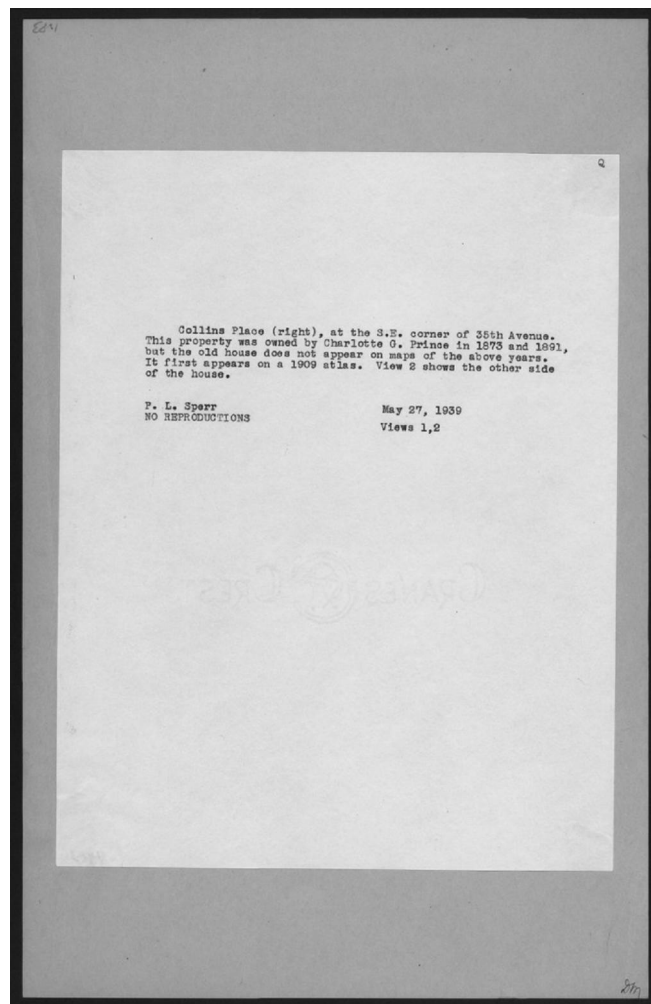 Q
Collins Place (right), at the S.E. corner of 35th Avenue.
This property was owned by Charlotte G. Prince in 1873 and 1891,
but the old house does not appear on maps of the above years.
It first appears on a 1909 atlas. View 2 shows the other side
of the house.
P. L. Sperr
May 27, 1939
NO REPRODUCTIONS
Views 1,2
CRANES CREST